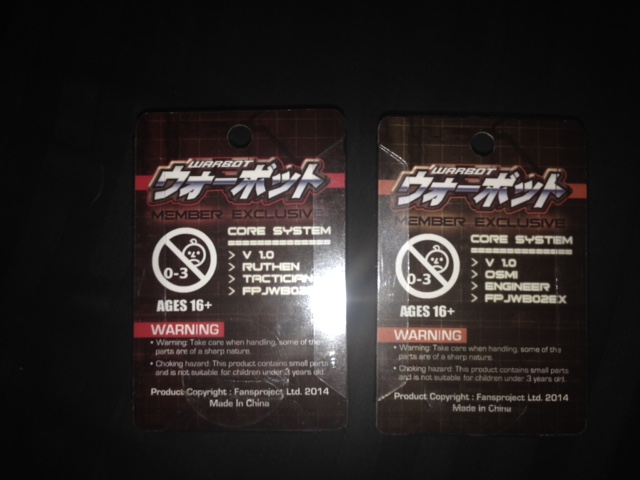 WARBOT
ウォーボット
MEMBER EXCLUSIVE
CORE SYSTEM
> V 1.0
> RUTHEN
> TACTICIAN
0-3
AGES 16+
WARNING
• Warning: Take care when handling, some of the
parts are of a sharp nature.
• Choking hazard: This product contains small parts
and is not suitable for children under 3 years old.
Product Copyright : Fansproject Ltd. 2014
Made In China
WARBOT
ウォーボット
MEMBER EXCLUSIVE
CORE SYSTEM
> V 1.0
> OSMI
> ENGINEER
> FPJWB02EX
0-3
AGES 16+
WARNING
• Warning: Take care when handling, some of the
parts are of a sharp nature.
• Choking hazard: This product contains small parts
and is not suitable for children under 3 years old.
Product Copyright : Fansproject Ltd. 2014
Made In China